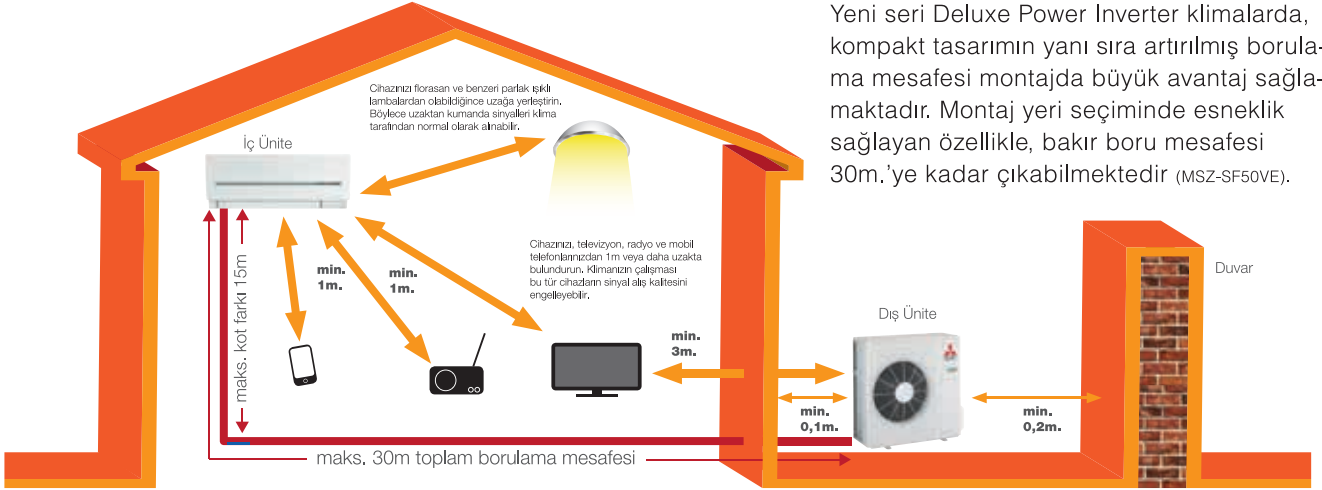 Yeni seri Deluxe Power Inverter klimalarda,
kompakt tasarımın yanı sıra artırılmış borula-
ma mesafesi montajda büyük avantaj sağla-
maktadır. Montaj yeri seçiminde esneklik
sağlayan özellikle, bakır boru mesafesi
30m.'ye kadar çıkabilmektedir (MSZ-SF50VE).
Cihazınızı florasan ve benzeri parlak ışıklı
lambalardan olabildiğince uzağa yerleştirin.
Böylece uzaktan kumanda sinyalleri klima
tarafından normal olarak alınabilir.
İç Ünite
maks. kot farkı 15m
min.
1m.
min.
1m.
Cihazınızı, televizyon, radyo ve mobil
telefonlarınızdan 1m veya daha uzakta
bulundurun. Klimanızın çalışması
bu tür cihazların sinyal alış kalitesini
engelleyebilir.
min.
3m.
Dış Ünite
Duvar
min.
0,1m.
min.
0,2m.
maks. 30m toplam borulama mesafesi